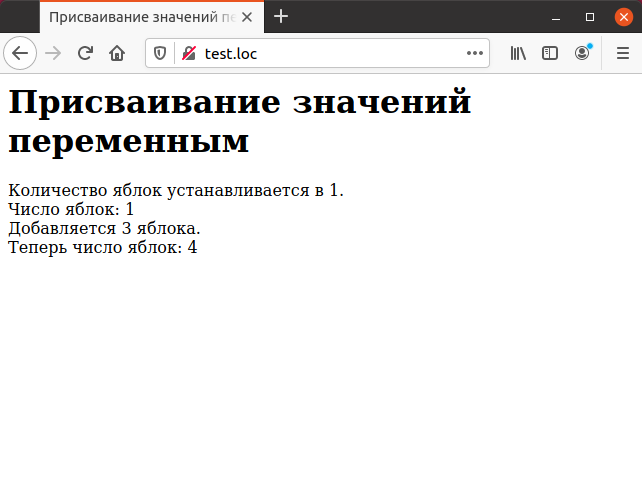 Присваивание значений пе
test.loc
Присваивание значений
переменным
Количество яблок устанавливается в 1.
Число яблок: 1
Добавляется 3 яблока.
Теперь число яблок: 4